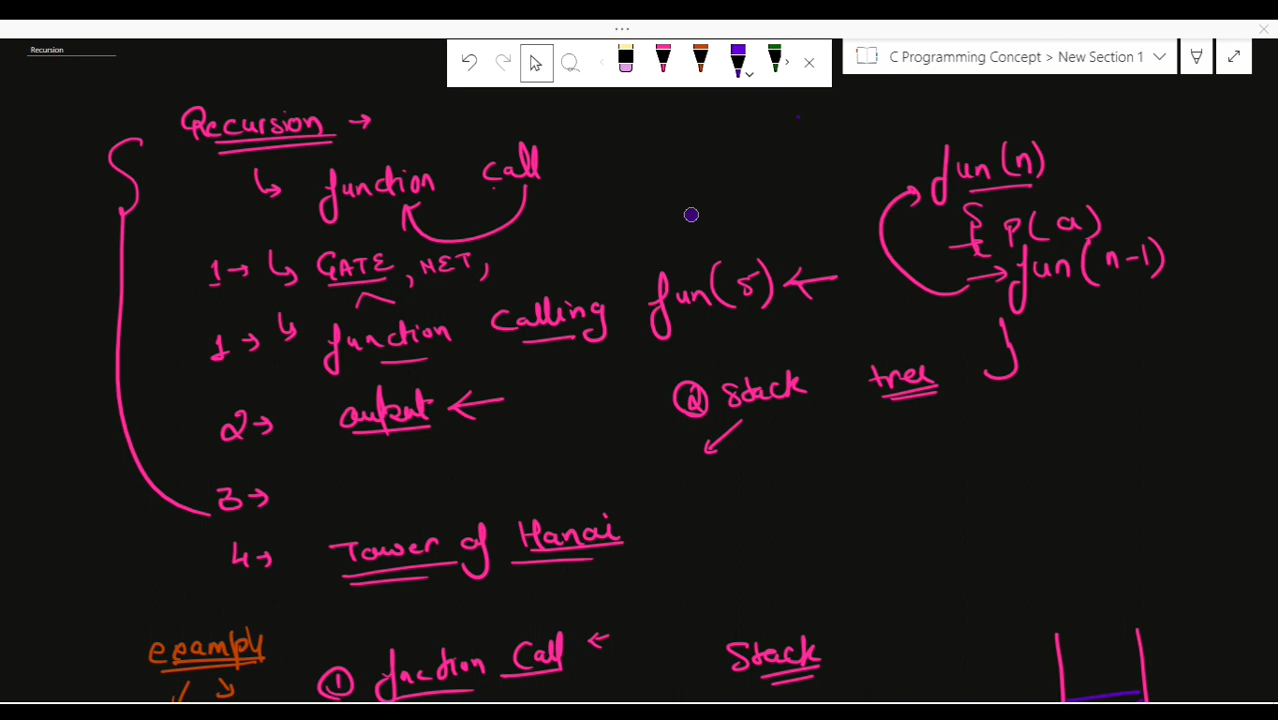 Recursion
C Programming Concept > New Section 1
Recursion →
↳ function call
1→ ↳ GATE, NET,
1→ ↳ function calling fun(5) ←
2→ output ←
3→
4→ Tower of Hanai
fun(n)
{ p(a)
→ fun(n-1)
}
② Stack tree
example
① function Call ← Stack